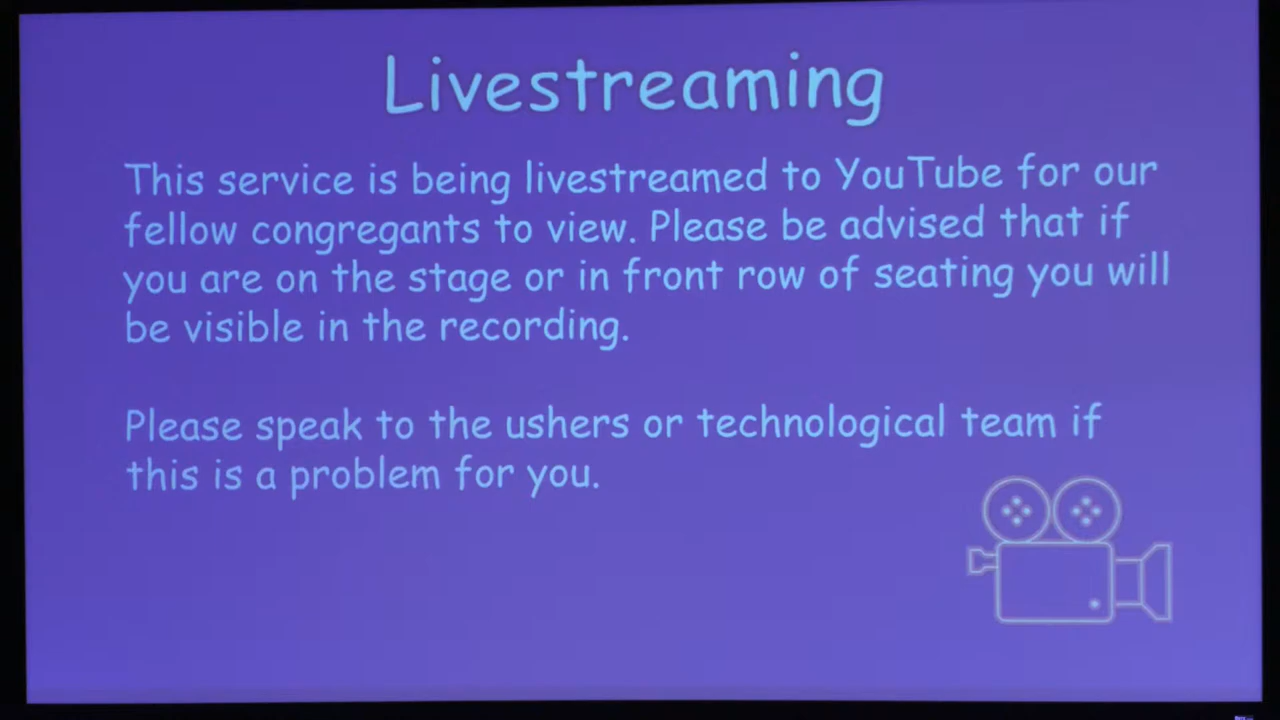 Livestreaming
This service is being livestreamed to YouTube for our
fellow congregants to view. Please be advised that if
you are on the stage or in front row of seating you will
be visible in the recording.
Please speak to the ushers or technological team if
this is a problem for you.